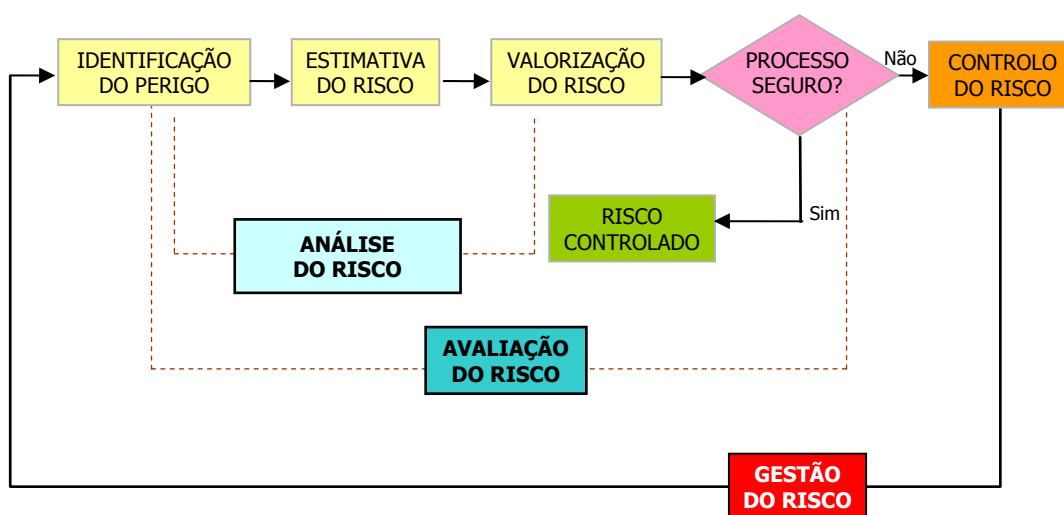 IDENTIFICAÇÃO
DO PERIGO
ESTIMATIVA
DO RISCO
VALORIZAÇÃO
DO RISCO
PROCESSO
SEGURO?
Não
CONTROLO
DO RISCO
RISCO
CONTROLADO
Sim
ANÁLISE
DO RISCO
AVALIAÇÃO
DO RISCO
GESTÃO
DO RISCO